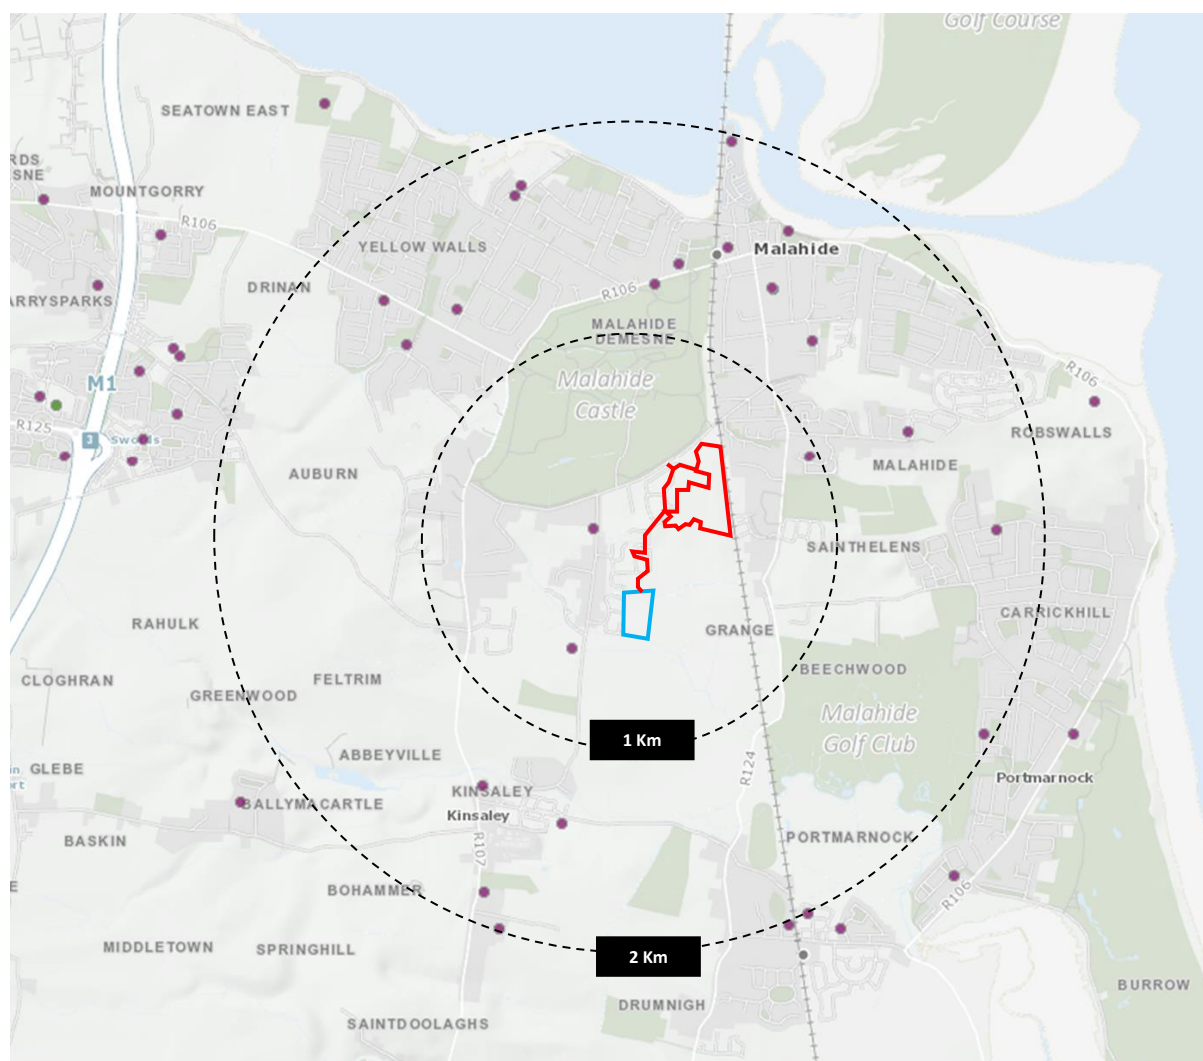 Golf Course
SEATOWN EAST
RDS
SNE
MOUNTGORRY
R106
YELLOW WALLS
Malahide
DRINAN
R106
ARRYSPARKS
MALAHIDE
DEMESNE
M1
Malahide
Castle
R106
R125
3
Swords
ROBSWALLS
AUBURN
MALAHIDE
SAINTHELENS
RAHULK
GRANGE
CARRICKHILL
CLOGHRAN
FELTRIM
GREENWOOD
BEECHWOOD
Malahide
Golf Club
1 Km
ABBEYVILLE
GLEBE
R124
Portmarnock
KINSALEY
BALLYMACARTLE
Kinsaley
BASKIN
R107
PORTMARNOCK
E
BOHAMMER
R106
MIDDLETOWN
SPRINGHILL
2 Km
BURROW
DRUMNIGH
SAINTDOOLAGHS